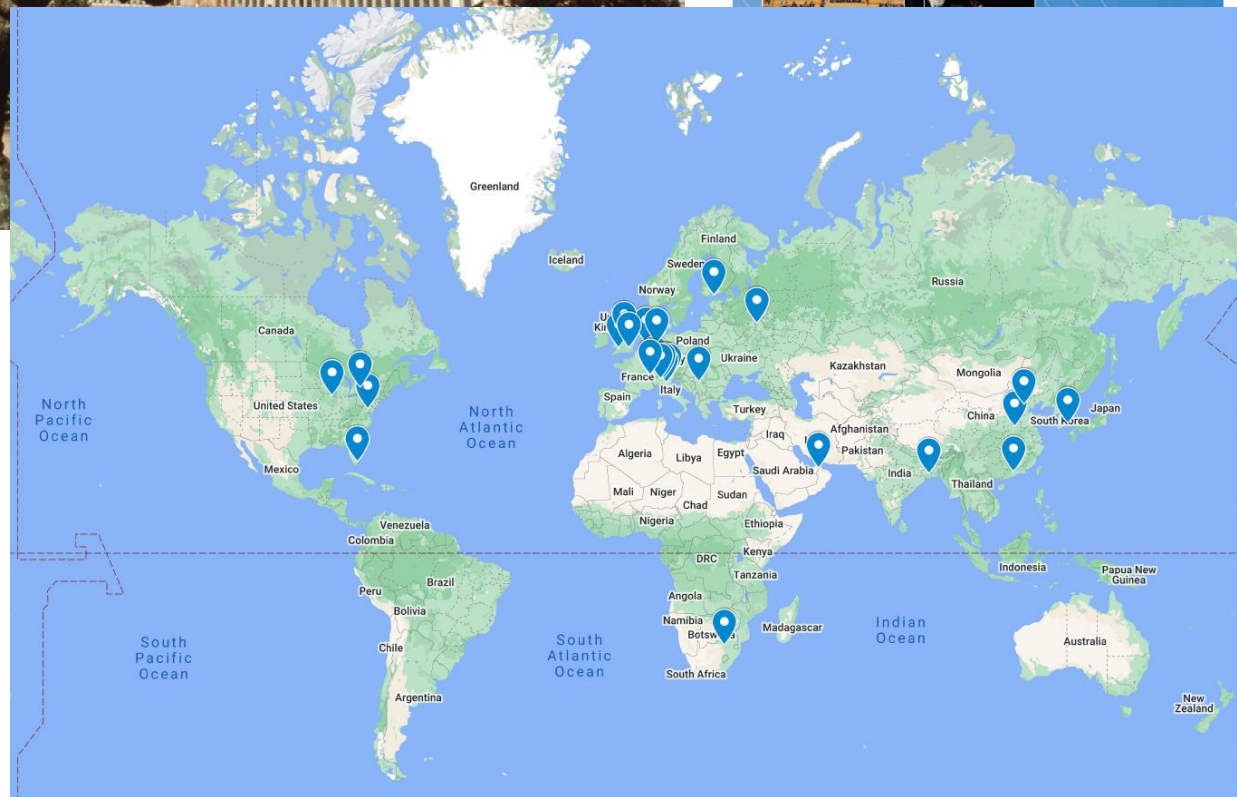 Greenland
Iceland
Finland
Sweden
Norway
Russia
Canada
Poland
Ukraine
France
Kazakhstan
Mongolia
North
Pacific
Ocean
United States
North
Atlantic
Ocean
Spain
Italy
Turkey
China
South Korea
Japan
Iraq
Afghanistan
Pakistan
Mexico
Algeria
Libya
Egypt
Saudi Arabia
India
Thailand
Mali
Niger
Chad
Sudan
Venezuela
Colombia
Nigeria
Ethiopia
DRC
Kenya
Tanzania
Indonesia
Papua New
Guinea
Peru
Brazil
Bolivia
Angola
Namibia
Madagascar
Indian
Ocean
South
Pacific
Ocean
Chile
South
Atlantic
Ocean
Australia
South Africa
Argentina
New
Zealand